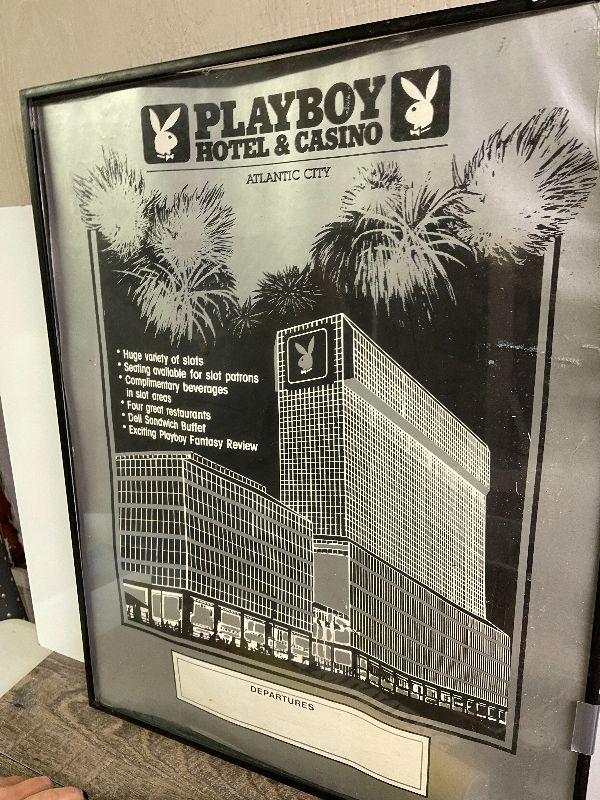 PLAYBOY
HOTEL & CASINO
ATLANTIC CITY
• Huge variety of slots
• Seating available for slot patrons
• Complimentary beverages
in slot areas
• Four great restaurants
• Deli Sandwich Buffet
• Exciting Playboy Fantasy Review
DEPARTURES